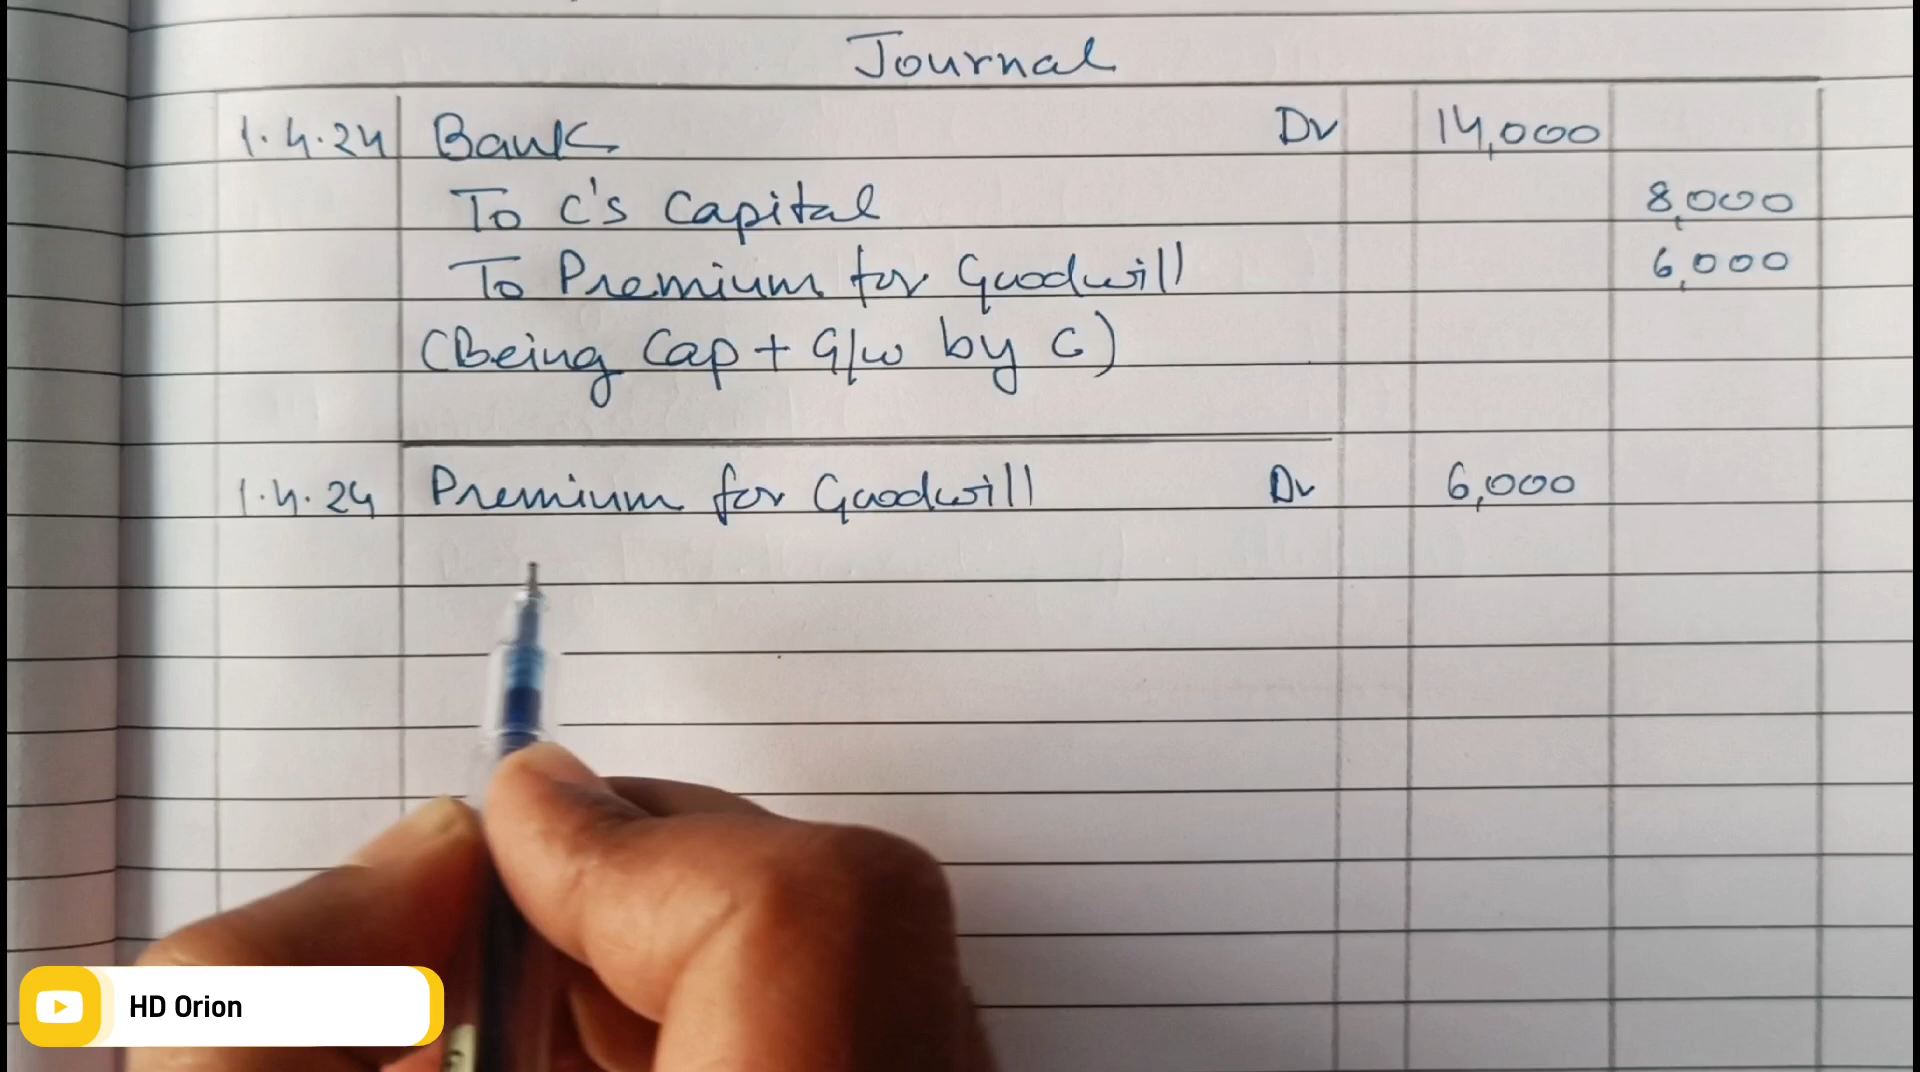 Journal
1.4.24 Bank Dr 14,000
To C's Capital 8,000
To Premium for Goodwill 6,000
(Being Cap + G/w by C)
1.4.24 Premium for Goodwill Dr 6,000
HD Orion